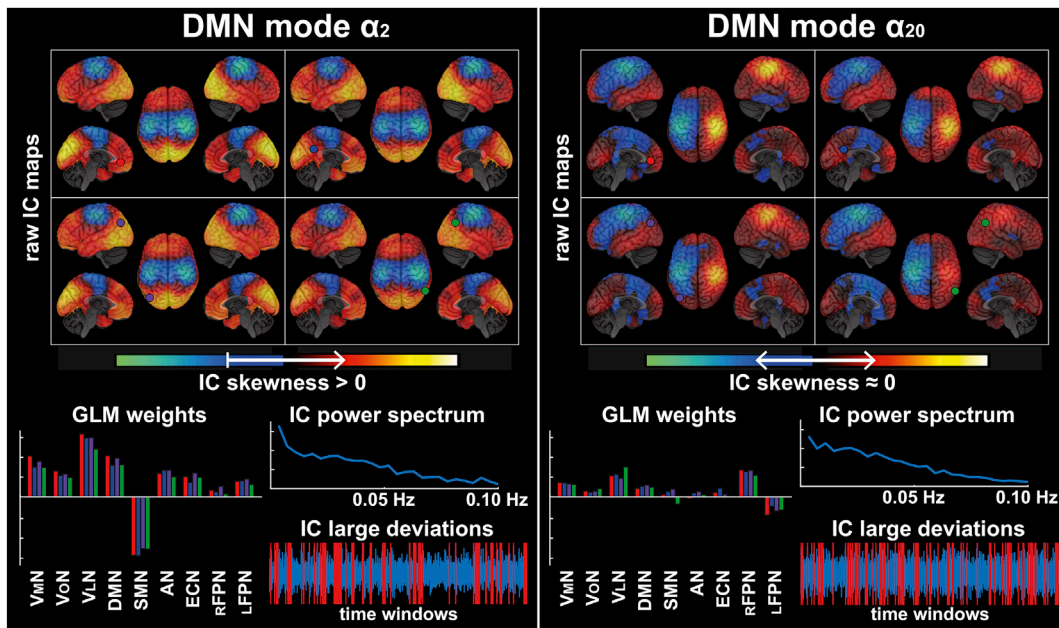 DMN mode α2
raw IC maps
IC skewness > 0
GLM weights
IC power spectrum
0.05 Hz
0.10 Hz
IC large deviations
time windows
VMN
VON
VLN
DMN
SMN
AN
ECN
RFPN
LFPN
DMN mode α20
raw IC maps
IC skewness ≈ 0
GLM weights
IC power spectrum
0.05 Hz
0.10 Hz
IC large deviations
time windows
VMN
VON
VLN
DMN
SMN
AN
ECN
RFPN
LFPN